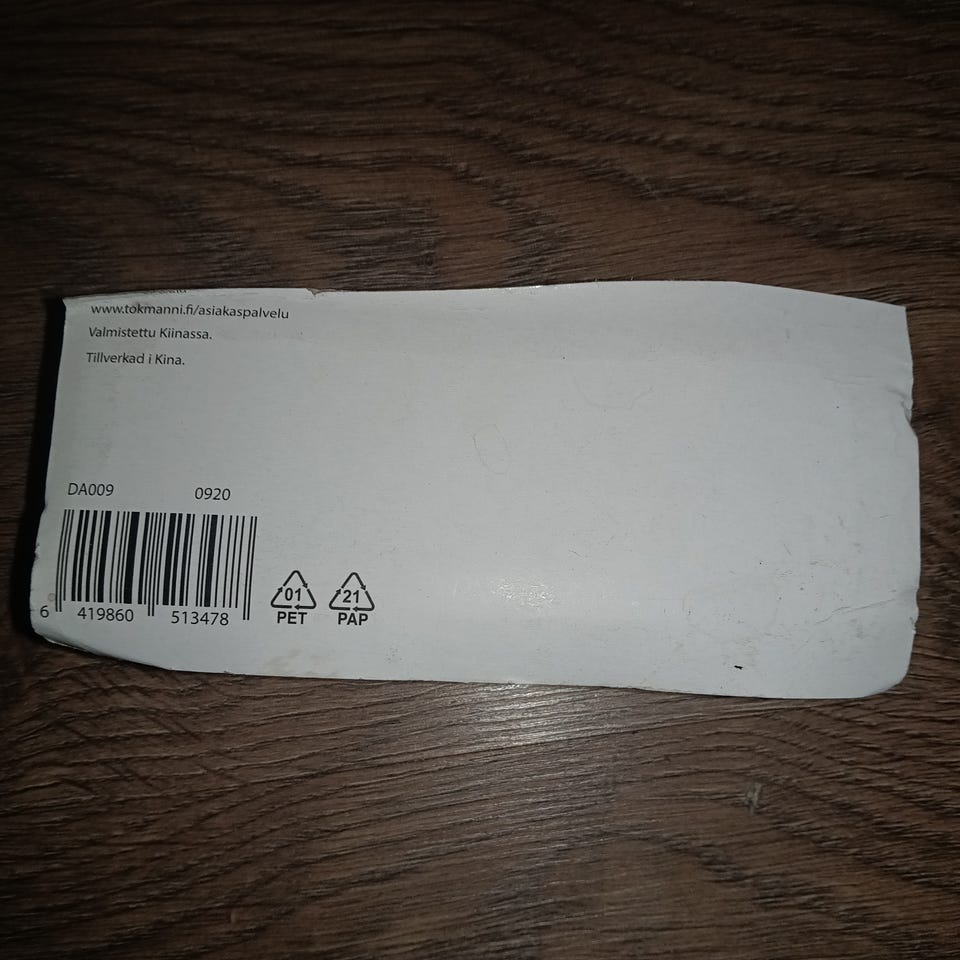 www.tokmanni.fi/asiakaspalvelu
Valmistettu Kiinassa.
Tillverkad i Kina.
DA009 0920
6 419860 513478
01 21
PET PAP